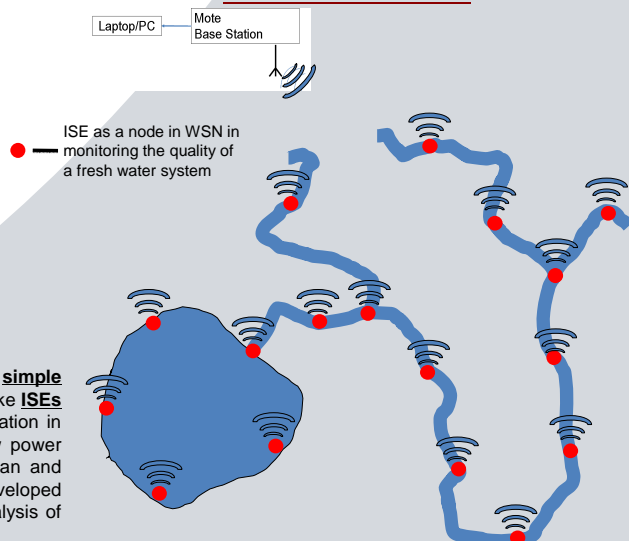 Laptop/PC
Mote
Base Station
ISE as a node in WSN in
monitoring the quality of
a fresh water system
simple
ISEs
ation in
power
an and
veloped
alysis of